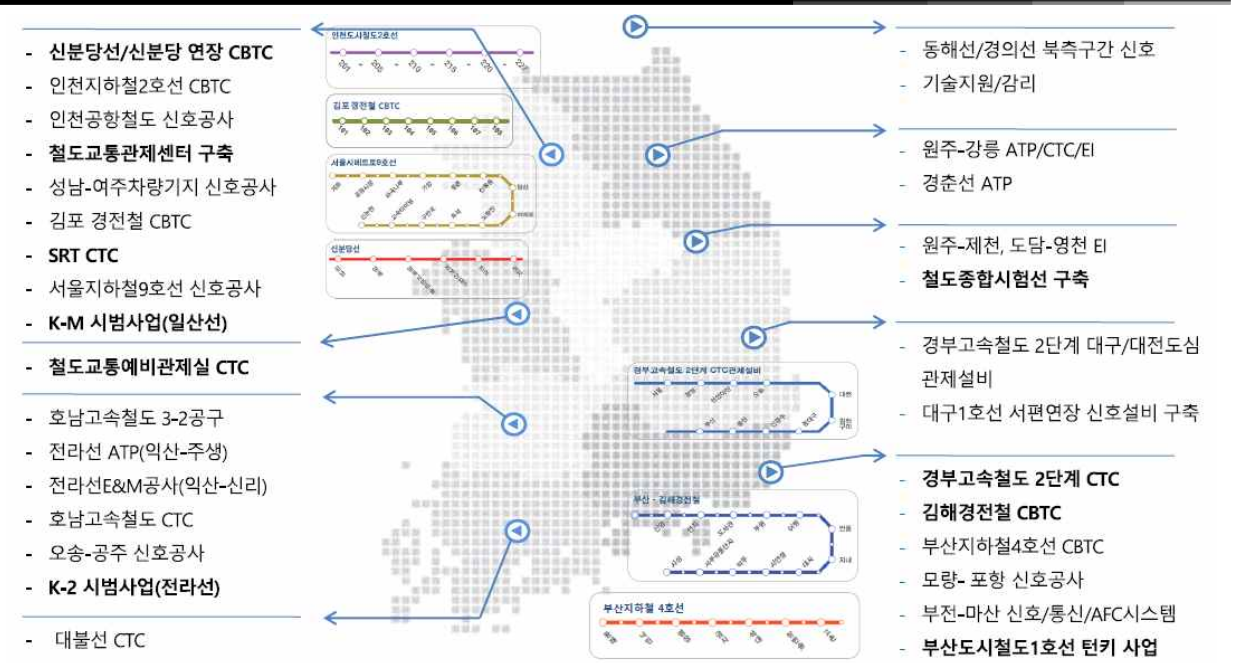 - 신분당선/신분당 연장 CBTC
- 인천지하철2호선 CBTC
- 인천공항철도 신호공사
- 철도교통관제센터 구축
- 성남-여주차량기지 신호공사
- 김포 경전철 CBTC
- SRT CTC
- 서울지하철9호선 신호공사
- K-M 시범사업(일산선)
- 철도교통예비관제실 CTC
- 호남고속철도 3-2공구
- 전라선 ATP(익산-주생)
- 전라선E&M공사(익산-신리)
- 호남고속철도 CTC
- 오송-공주 신호공사
- K-2 시범사업(전라선)
- 대불선 CTC
인천도시철도2호선
201 - 205 - 210 - 215 - 220 - 227
김포 경전철 CBTC
101 102 103 104 105 106 107 108
서울시메트로9호선
신분당선
경부고속철도 2단계 CTC관제설비
부산 - 김해경전철
부산지하철 4호선
- 동해선/경의선 북측구간 신호
- 기술지원/감리
- 원주-강릉 ATP/CTC/EI
- 경춘선 ATP
- 원주-제천, 도담-영천 EI
- 철도종합시험선 구축
- 경부고속철도 2단계 대구/대전도심
관제설비
- 대구1호선 서편연장 신호설비 구축
- 경부고속철도 2단계 CTC
- 김해경전철 CBTC
- 부산지하철4호선 CBTC
- 모량- 포항 신호공사
- 부전-마산 신호/통신/AFC시스템
- 부산도시철도1호선 턴키 사업